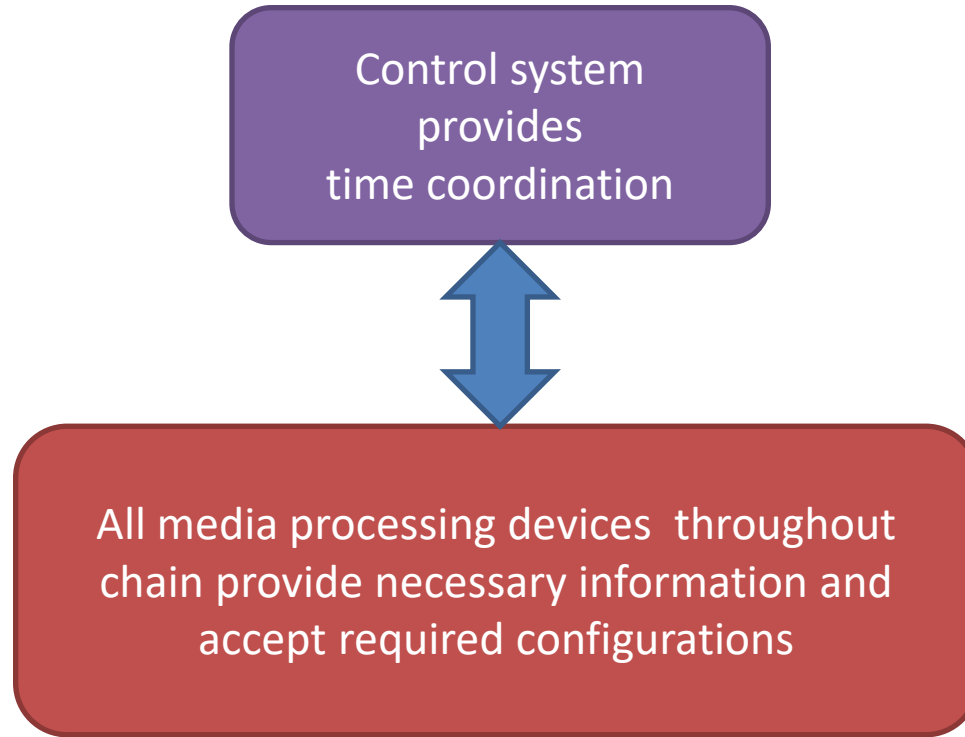 Control system
provides
time coordination
All media processing devices  throughout
chain provide necessary information and
accept required configurations